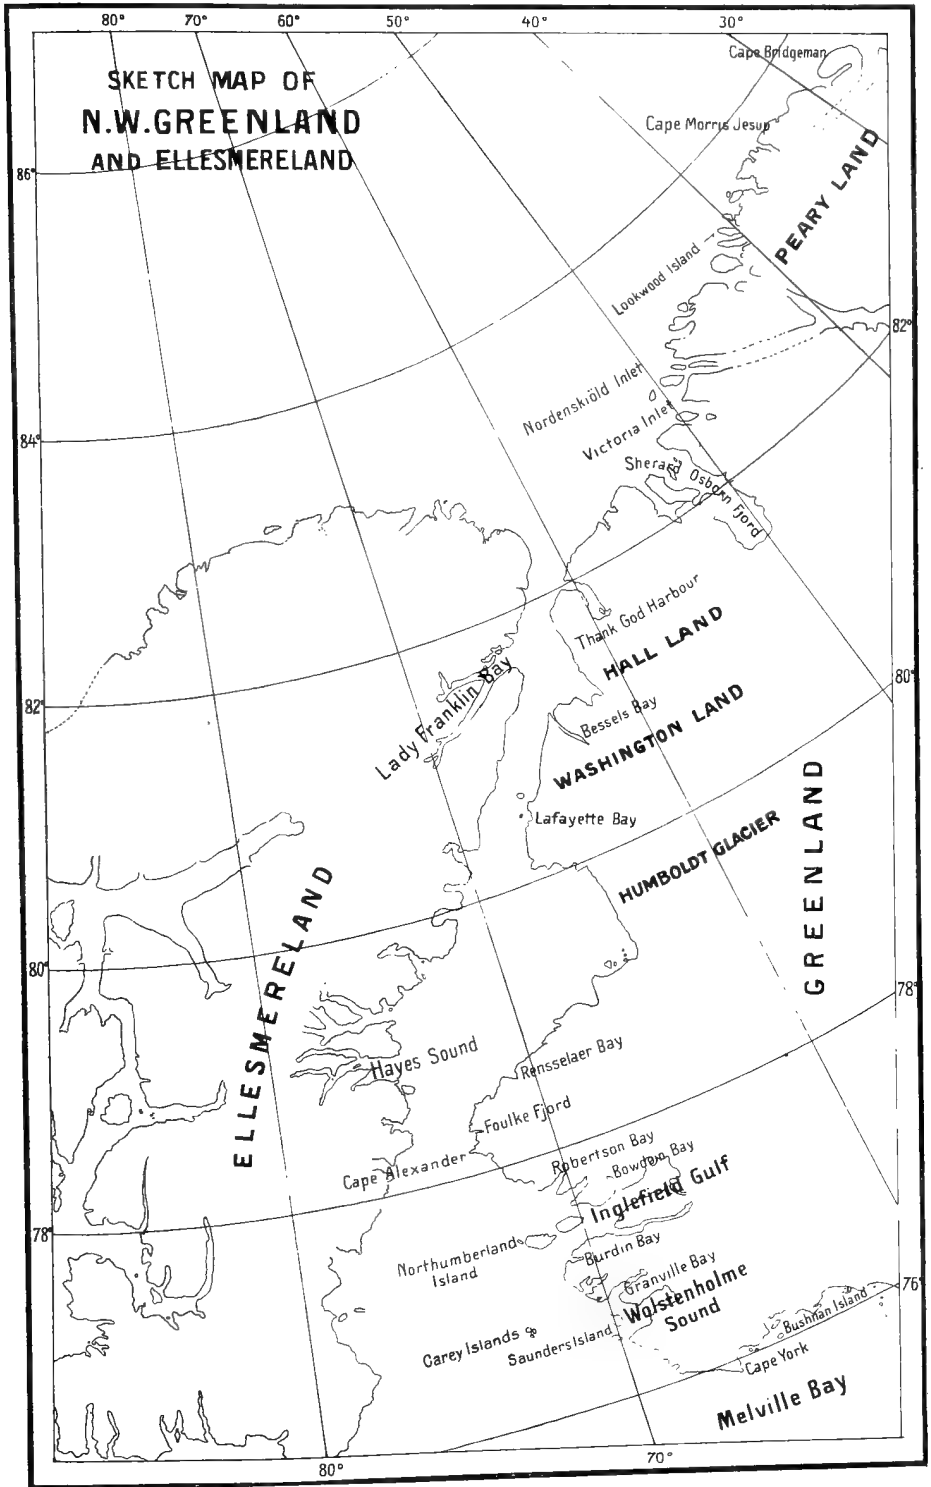 80° 70° 60° 50° 40° 30°
SKETCH MAP OF
N.W.GREENLAND
AND ELLESMERELAND
Cape Bridgeman
Cape Morris Jesup
PEARY LAND
86°
Lookwood Island
82°
Nordenskiöld Inlet
Victoria Inlet
84°
Sherard Osborn Fjord
Thank God Harbour
HALL LAND
Lady Franklin Bay
80°
82°
Bessels Bay
WASHINGTON LAND
Lafayette Bay
HUMBOLDT GLACIER
GREENLAND
ELLESMERELAND
80°
78°
Hayes Sound
Rensselaer Bay
Foulke Fjord
Cape Alexander
Robertson Bay
Bowdoin Bay
Inglefield Gulf
78°
Northumberland
Island
Burdin Bay
Granville Bay
Wolstenholme
Sound
76°
Bushnan Island
Carey Islands
Saunders Island
Cape York
Melville Bay
80° 70°